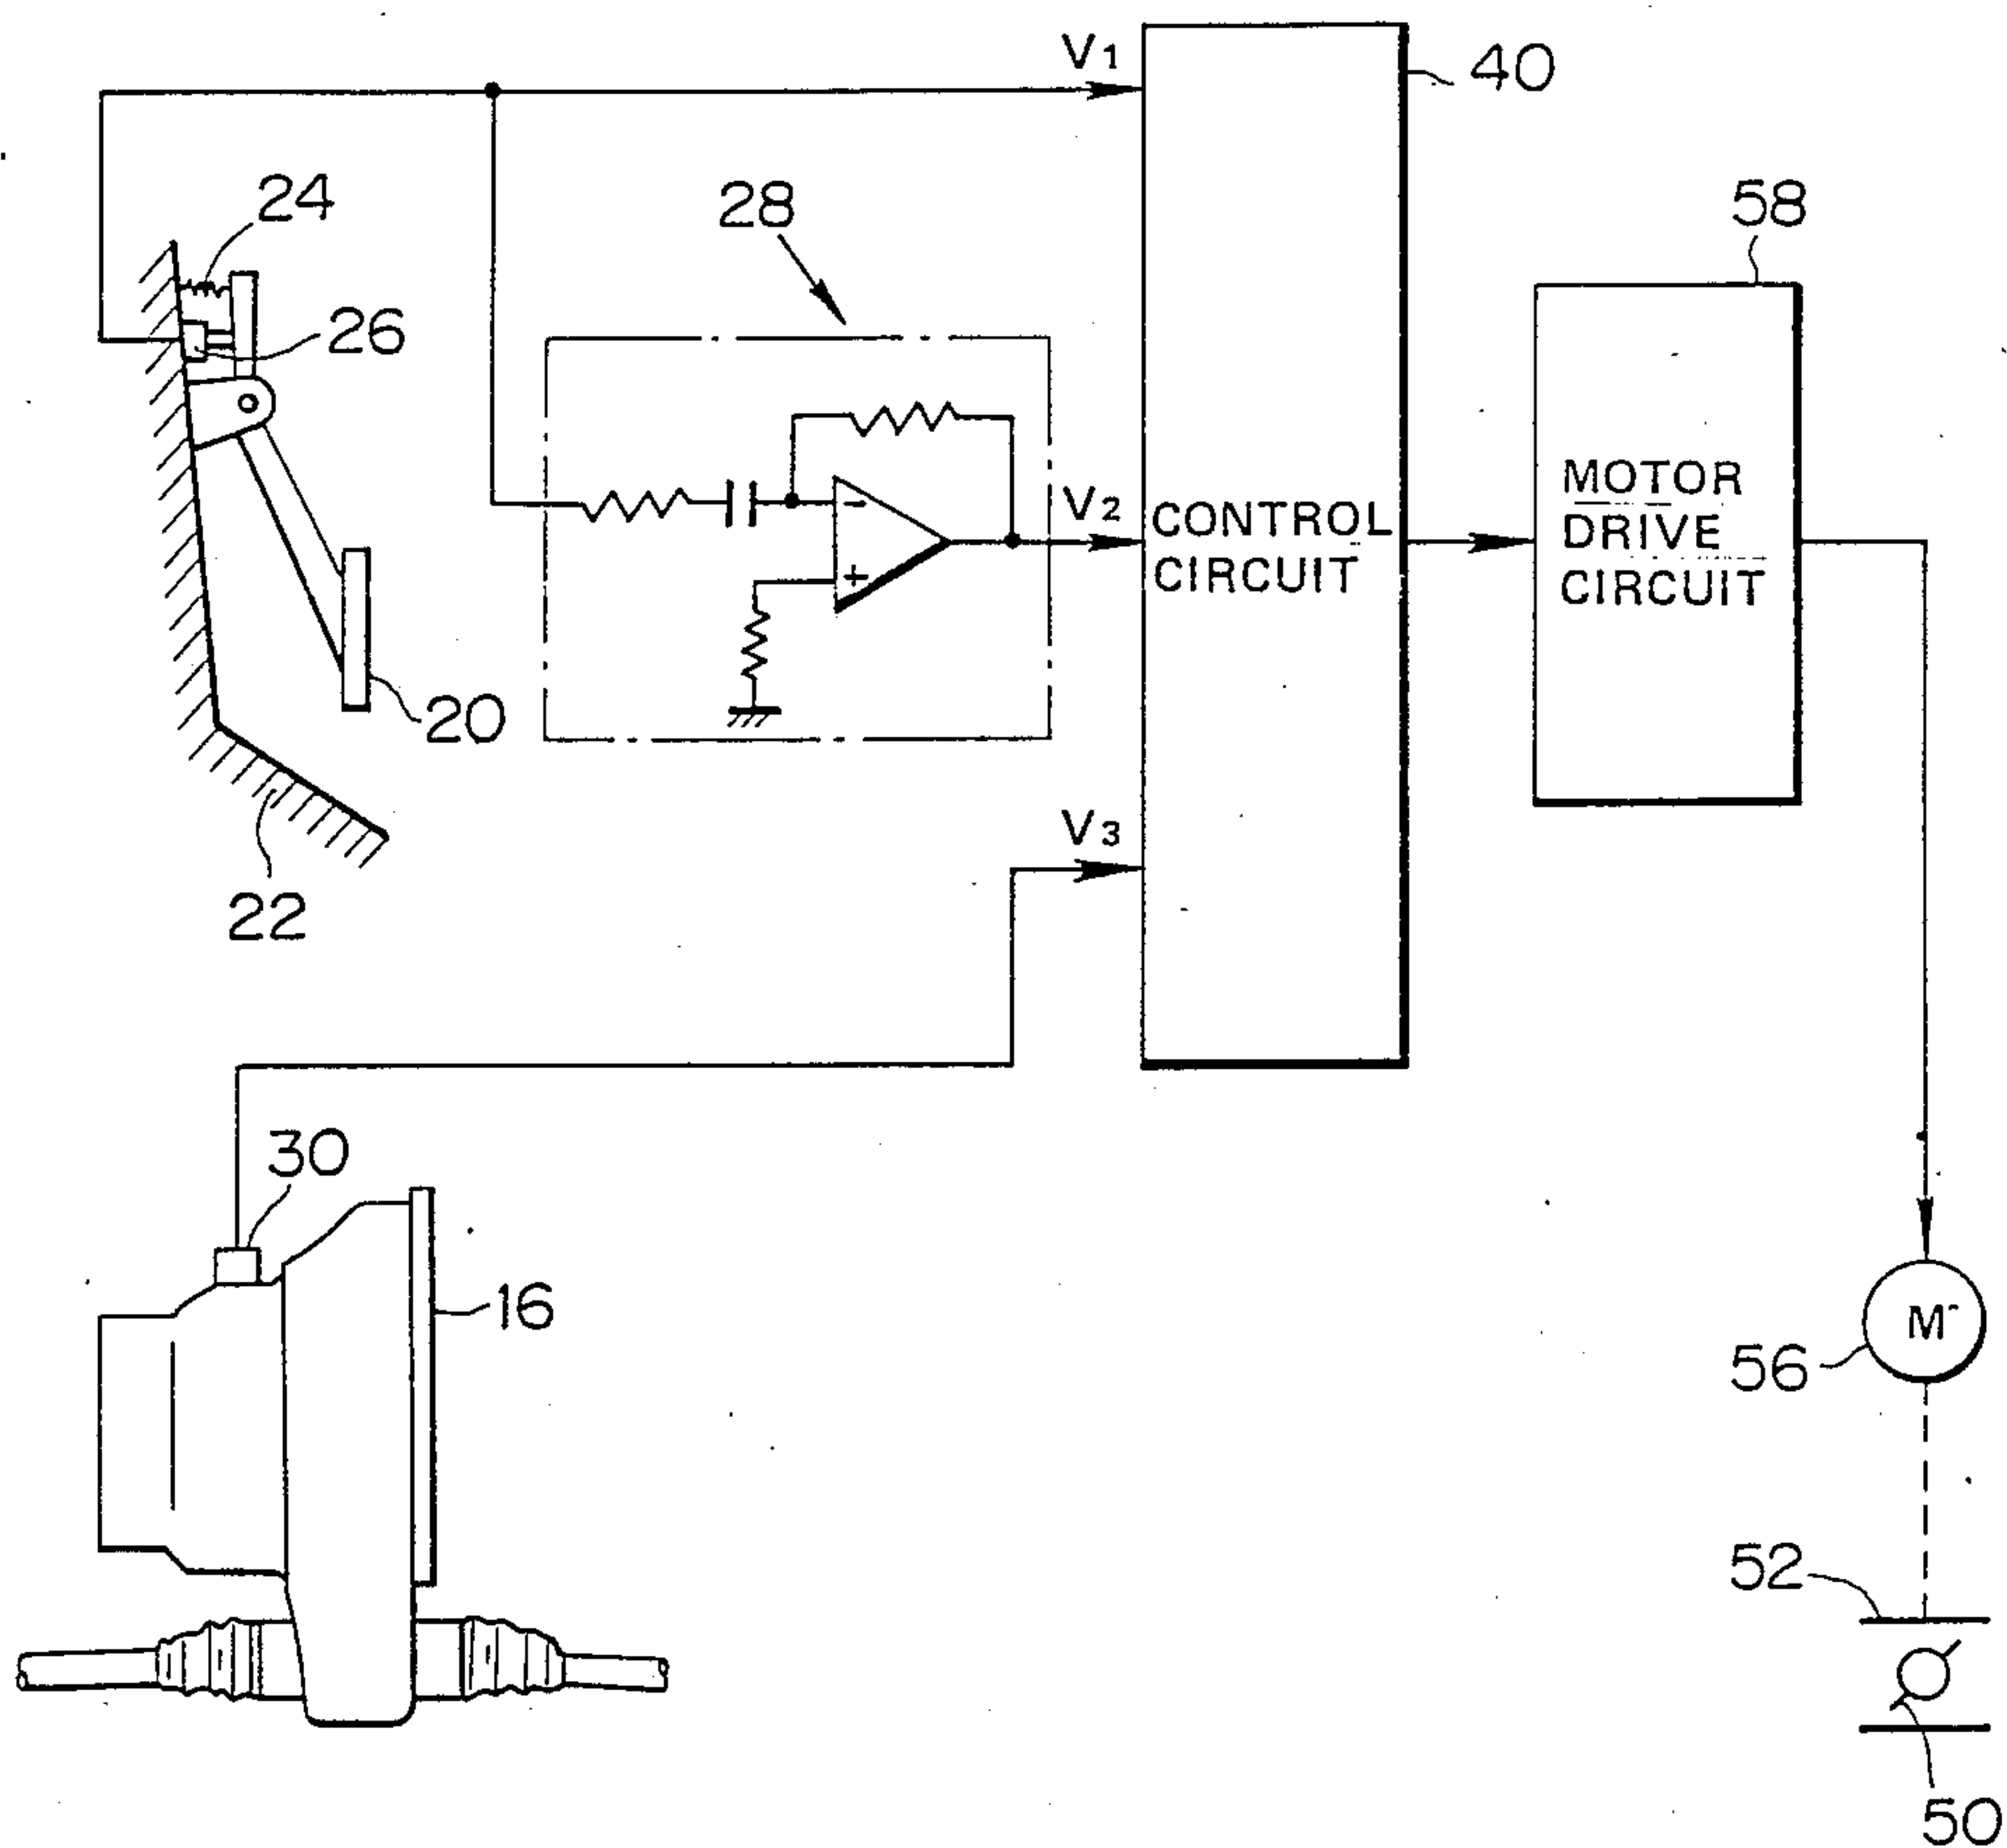 V1
40
24
28
58
26
V2
CONTROL
CIRCUIT
MOTOR
DRIVE
CIRCUIT
-
+
20
V3
22
30
16
M
56
52
50